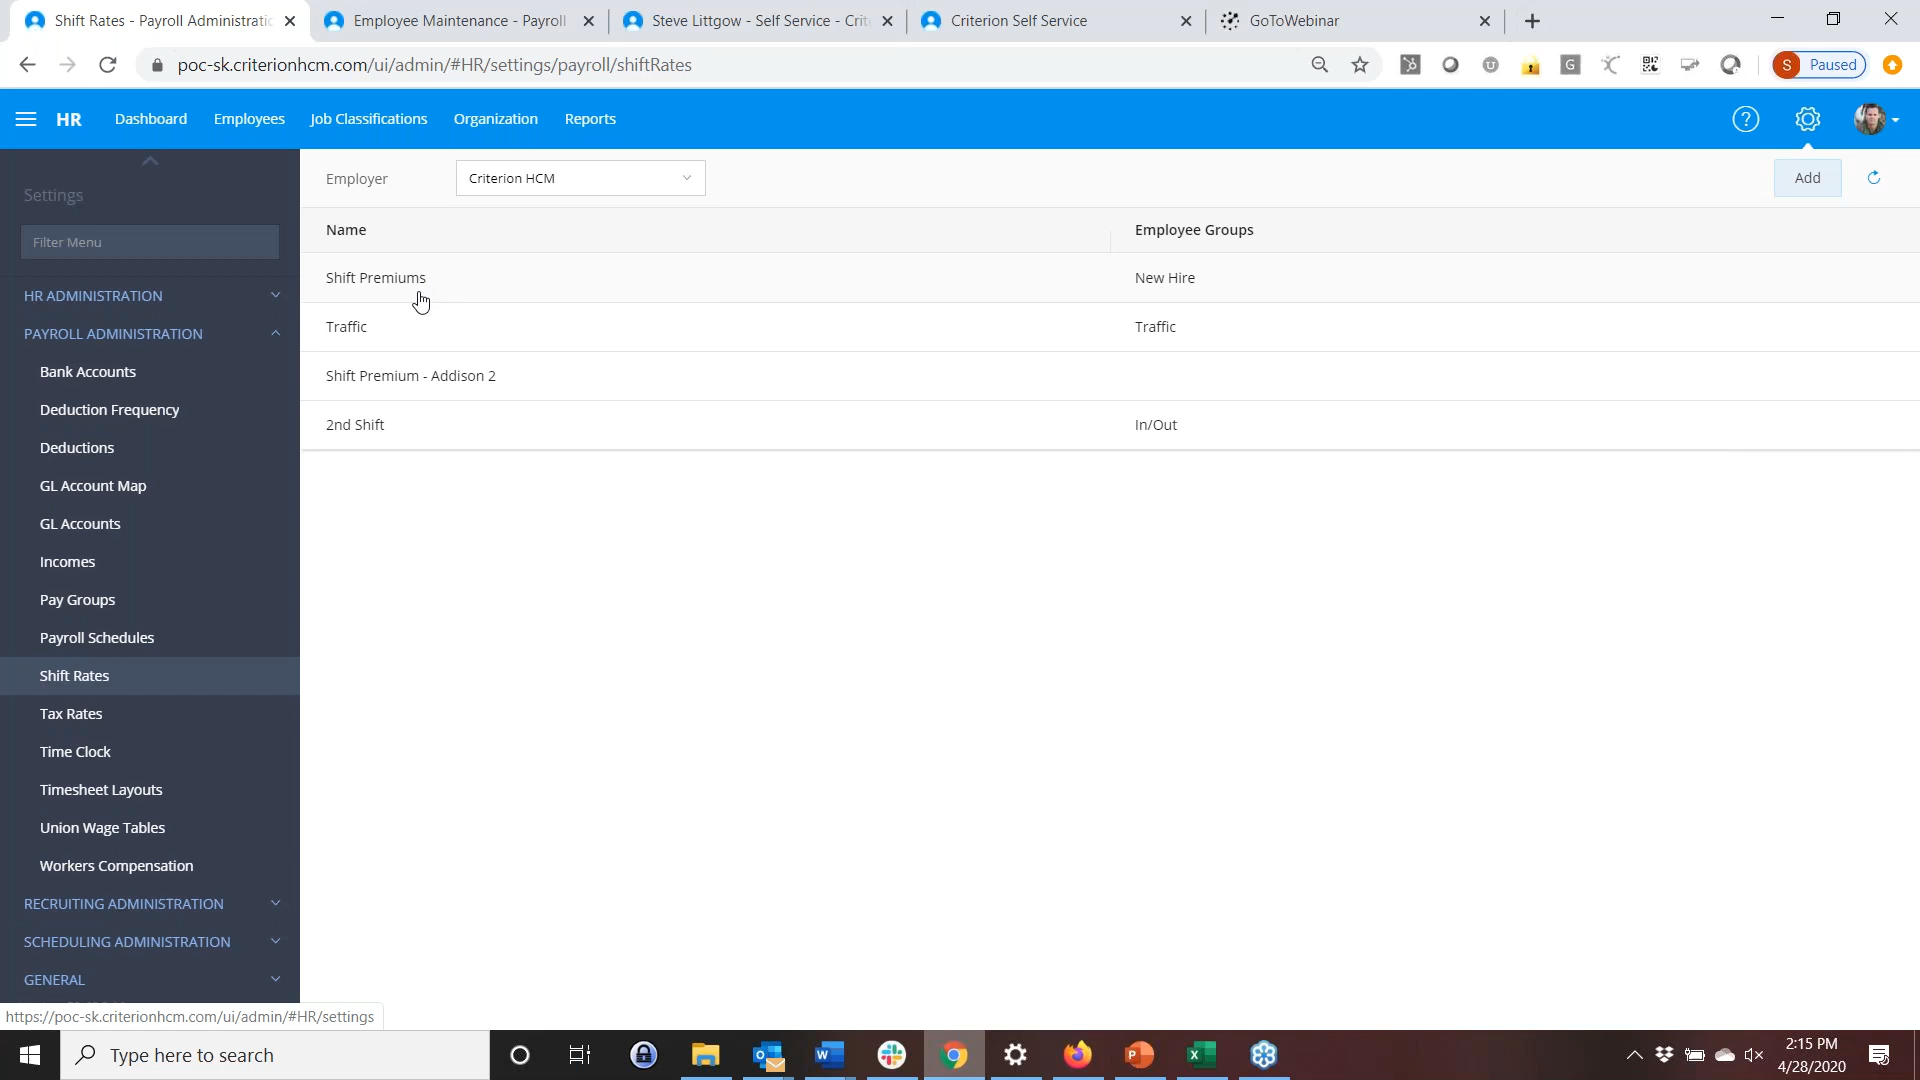 Shift Rates - Payroll Administratic
Employee Maintenance - Payroll
Steve Littgow - Self Service - Crit
Criterion Self Service
GoToWebinar
poc-sk.criterionhcm.com/ui/admin/#HR/settings/payroll/shiftRates
S Paused
HR
Dashboard
Employees
Job Classifications
Organization
Reports
Settings
Filter Menu
HR ADMINISTRATION
PAYROLL ADMINISTRATION
Bank Accounts
Deduction Frequency
Deductions
GL Account Map
GL Accounts
Incomes
Pay Groups
Payroll Schedules
Shift Rates
Tax Rates
Time Clock
Timesheet Layouts
Union Wage Tables
Workers Compensation
RECRUITING ADMINISTRATION
SCHEDULING ADMINISTRATION
GENERAL
Employer
Criterion HCM
Add
Name
Employee Groups
Shift Premiums
New Hire
Traffic
Traffic
Shift Premium - Addison 2
2nd Shift
In/Out
https://poc-sk.criterionhcm.com/ui/admin/#HR/settings
Type here to search
2:15 PM
4/28/2020